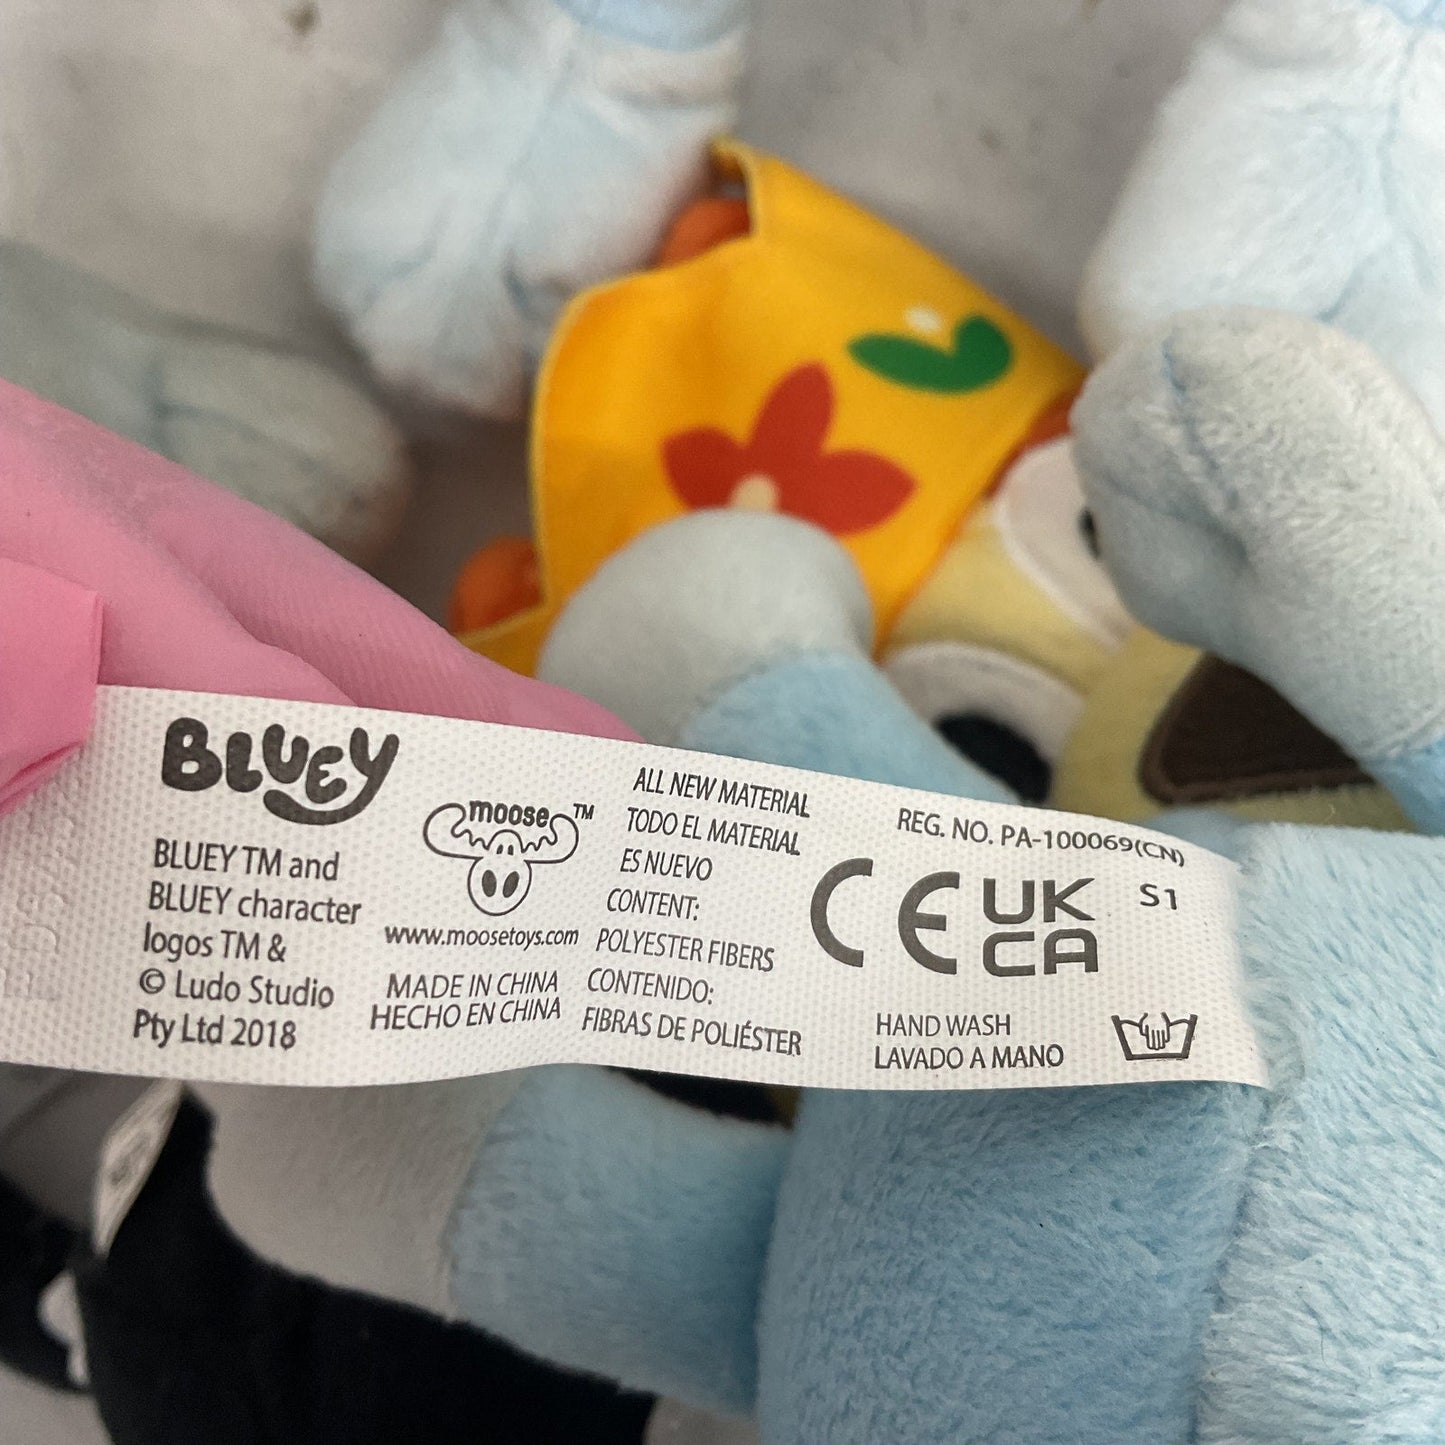 BLUEY
BLUEY TM and
BLUEY character
logos TM &
© Ludo Studio
Pty Ltd 2018
moose™
www.moosetoys.com
MADE IN CHINA
HECHO EN CHINA
ALL NEW MATERIAL
TODO EL MATERIAL
ES NUEVO
CONTENT:
POLYESTER FIBERS
CONTENIDO:
FIBRAS DE POLIÉSTER
REG. NO. PA-100069(CN)
CE UK
CA
S1
HAND WASH
LAVADO A MANO